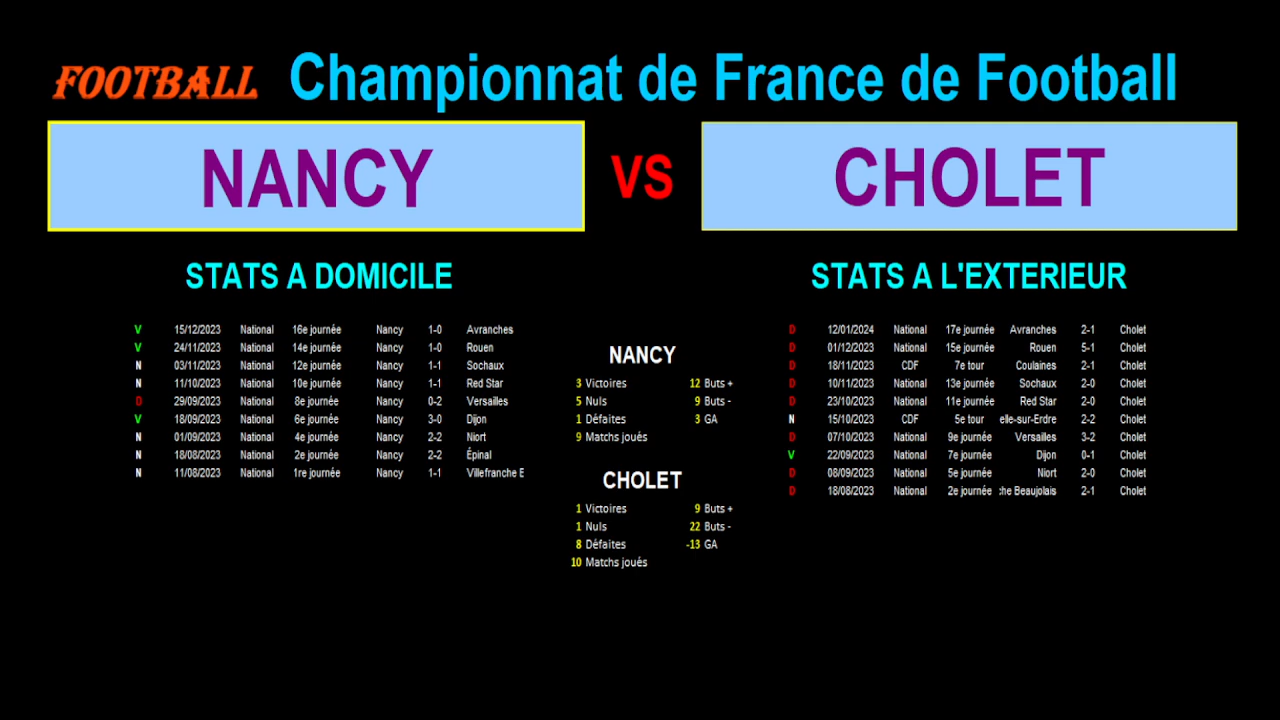 FOOTBALL Championnat de France de Football
NANCY VS CHOLET
STATS A DOMICILE
V 15/12/2023 National 16e journée Nancy 1-0 Avranches
V 24/11/2023 National 14e journée Nancy 1-0 Rouen
N 03/11/2023 National 12e journée Nancy 1-1 Sochaux
N 11/10/2023 National 10e journée Nancy 1-1 Red Star
D 29/09/2023 National 8e journée Nancy 0-2 Versailles
V 18/09/2023 National 6e journée Nancy 3-0 Dijon
N 01/09/2023 National 4e journée Nancy 2-2 Niort
N 18/08/2023 National 2e journée Nancy 2-2 Épinal
N 11/08/2023 National 1re journée Nancy 1-1 Villefranche E
NANCY
3 Victoires 12 Buts +
5 Nuls 9 Buts -
1 Défaites 3 GA
9 Matchs joués
CHOLET
1 Victoires 9 Buts +
1 Nuls 22 Buts -
8 Défaites -13 GA
10 Matchs joués
STATS A L'EXTERIEUR
D 12/01/2024 National 17e journée Avranches 2-1 Cholet
D 01/12/2023 National 15e journée Rouen 5-1 Cholet
D 18/11/2023 CDF 7e tour Coulaines 2-1 Cholet
D 10/11/2023 National 13e journée Sochaux 2-0 Cholet
D 23/10/2023 National 11e journée Red Star 2-0 Cholet
N 15/10/2023 CDF 5e tour elle-sur-Erdre 2-2 Cholet
D 07/10/2023 National 9e journée Versailles 3-2 Cholet
V 22/09/2023 National 7e journée Dijon 0-1 Cholet
D 08/09/2023 National 5e journée Niort 2-0 Cholet
D 18/08/2023 National 2e journée he Beaujolais 2-1 Cholet